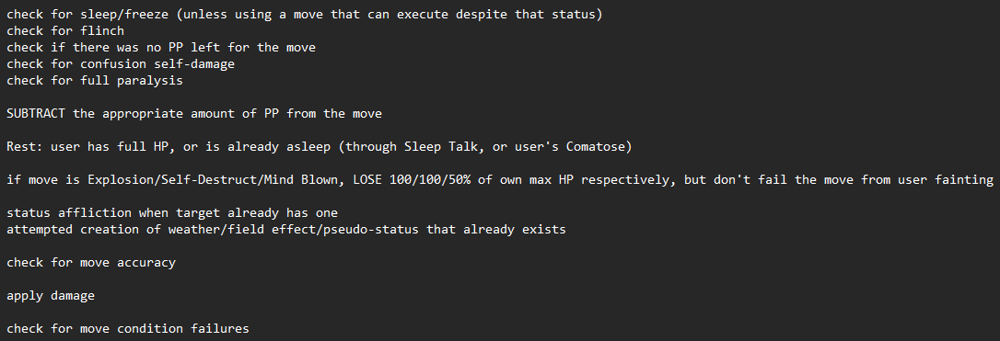 check for sleep/freeze (unless using a move that can execute despite that status)
check for flinch
check if there was no PP left for the move
check for confusion self-damage
check for full paralysis
SUBTRACT the appropriate amount of PP from the move
Rest: user has full HP, or is already asleep (through Sleep Talk, or user's Comatose)
if move is Explosion/Self-Destruct/Mind Blown, LOSE 100/100/50% of own max HP respectively, but don't fail the move from user fainting
status affliction when target already has one
attempted creation of weather/field effect/pseudo-status that already exists
check for move accuracy
apply damage
check for move condition failures